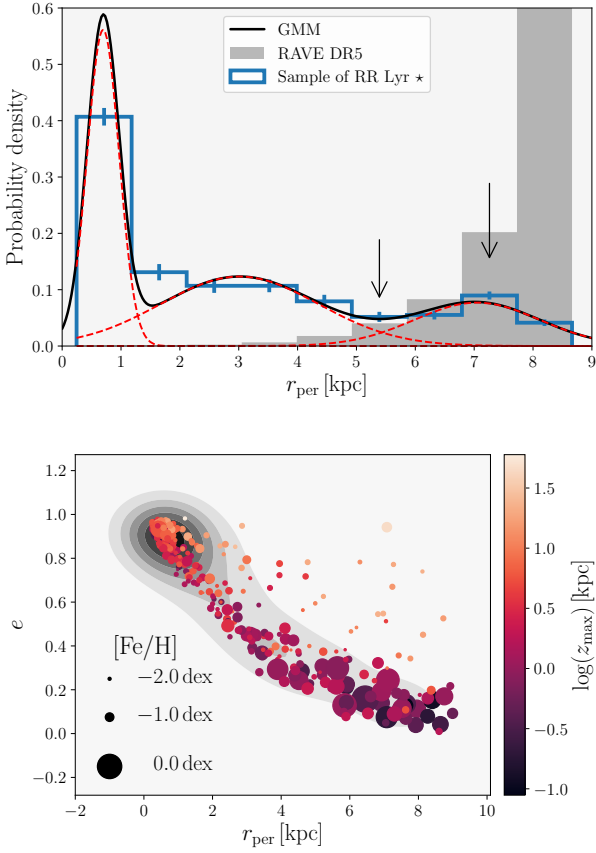 0.6
0.5
0.4
0.3
0.2
0.1
0.0
Probability density
GMM
RAVE DR5
Sample of RR Lyr ⋆
0 1 2 3 4 5 6 7 8 9
r_per [kpc]
1.2
1.0
0.8
0.6
0.4
0.2
0.0
−0.2
e
[Fe/H]
−2.0 dex
−1.0 dex
0.0 dex
−2 0 2 4 6 8 10
r_per [kpc]
1.5
1.0
0.5
0.0
−0.5
−1.0
log(z_max) [kpc]